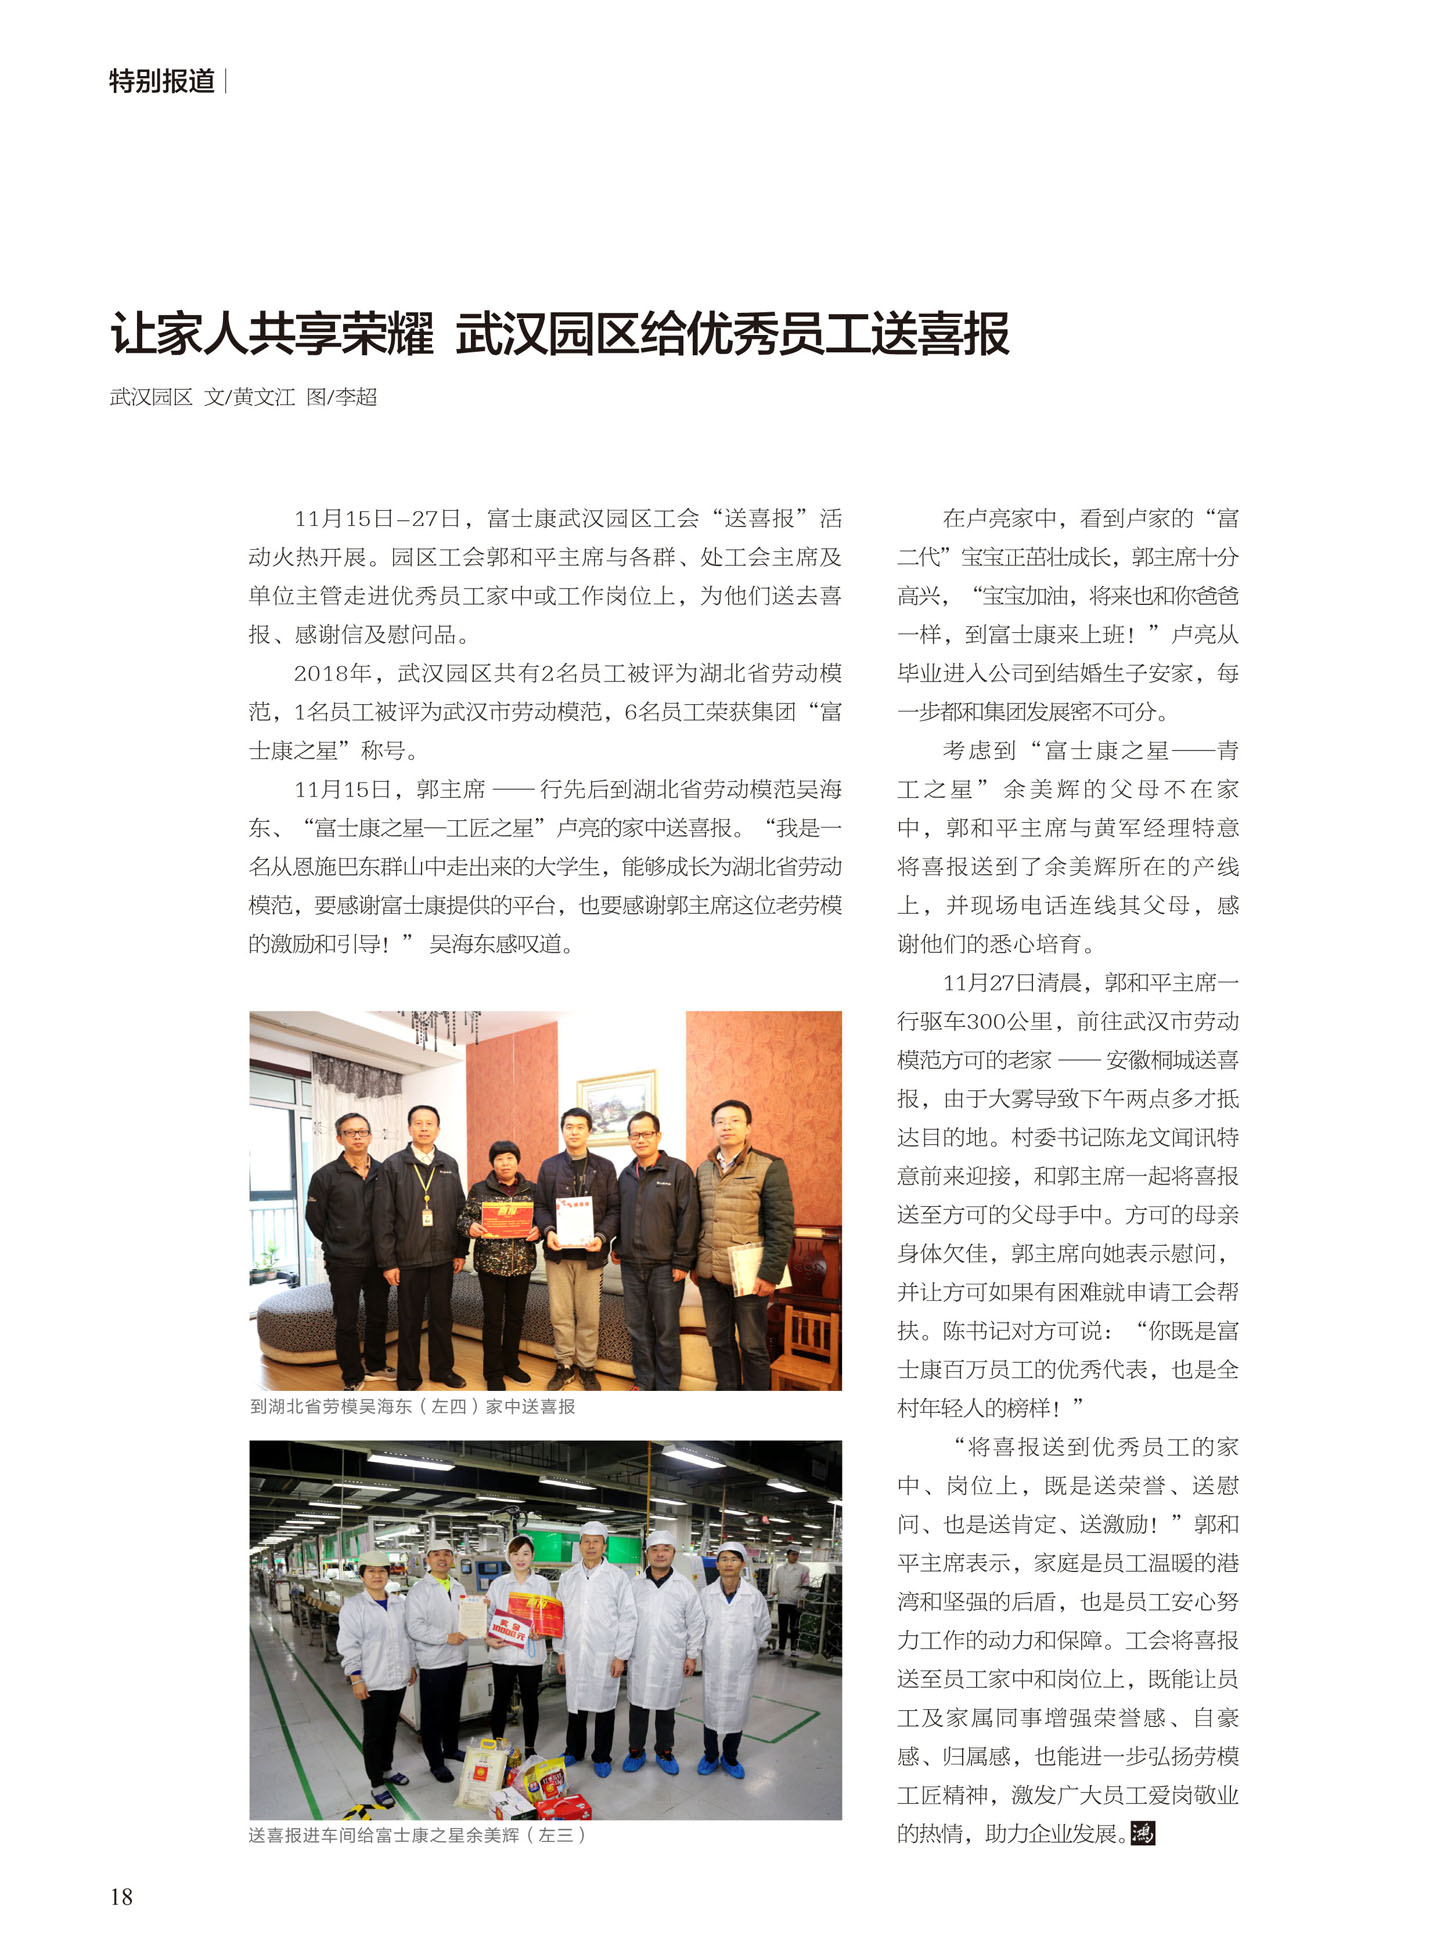 特别报道
让家人共享荣耀 武汉园区给优秀员工送喜报
武汉园区 文/黄文江 图/李超
11月15日–27日，富士康武汉园区工会“送喜报”活
动火热开展。园区工会郭和平主席与各群、处工会主席及
单位主管走进优秀员工家中或工作岗位上，为他们送去喜
报、感谢信及慰问品。
2018年，武汉园区共有2名员工被评为湖北省劳动模
范，1名员工被评为武汉市劳动模范，6名员工荣获集团“富
士康之星”称号。
11月15日，郭主席 —— 行先后到湖北省劳动模范吴海
东、“富士康之星—工匠之星”卢亮的家中送喜报。“我是一
名从恩施巴东群山中走出来的大学生，能够成长为湖北省劳动
模范，要感谢富士康提供的平台，也要感谢郭主席这位老劳模
的激励和引导！” 吴海东感叹道。
喜报
到湖北省劳模吴海东（左四）家中送喜报
喜报
奖金
10000元
送喜报进车间给富士康之星余美辉（左三）
在卢亮家中，看到卢家的“富
二代”宝宝正茁壮成长，郭主席十分
高兴，“宝宝加油，将来也和你爸爸
一样，到富士康来上班！”卢亮从
毕业进入公司到结婚生子安家，每
一步都和集团发展密不可分。
考虑到“富士康之星——青
工之星”余美辉的父母不在家
中，郭和平主席与黄军经理特意
将喜报送到了余美辉所在的产线
上，并现场电话连线其父母，感
谢他们的悉心培育。
11月27日清晨，郭和平主席一
行驱车300公里，前往武汉市劳动
模范方可的老家 —— 安徽桐城送喜
报，由于大雾导致下午两点多才抵
达目的地。村委书记陈龙文闻讯特
意前来迎接，和郭主席一起将喜报
送至方可的父母手中。方可的母亲
身体欠佳，郭主席向她表示慰问，
并让方可如果有困难就申请工会帮
扶。陈书记对方可说：“你既是富
士康百万员工的优秀代表，也是全
村年轻人的榜样！”
“将喜报送到优秀员工的家
中、岗位上，既是送荣誉、送慰
问、也是送肯定、送激励！”郭和
平主席表示，家庭是员工温暖的港
湾和坚强的后盾，也是员工安心努
力工作的动力和保障。工会将喜报
送至员工家中和岗位上，既能让员
工及家属同事增强荣誉感、自豪
感、归属感，也能进一步弘扬劳模
工匠精神，激发广大员工爱岗敬业
的热情，助力企业发展。鸿
18